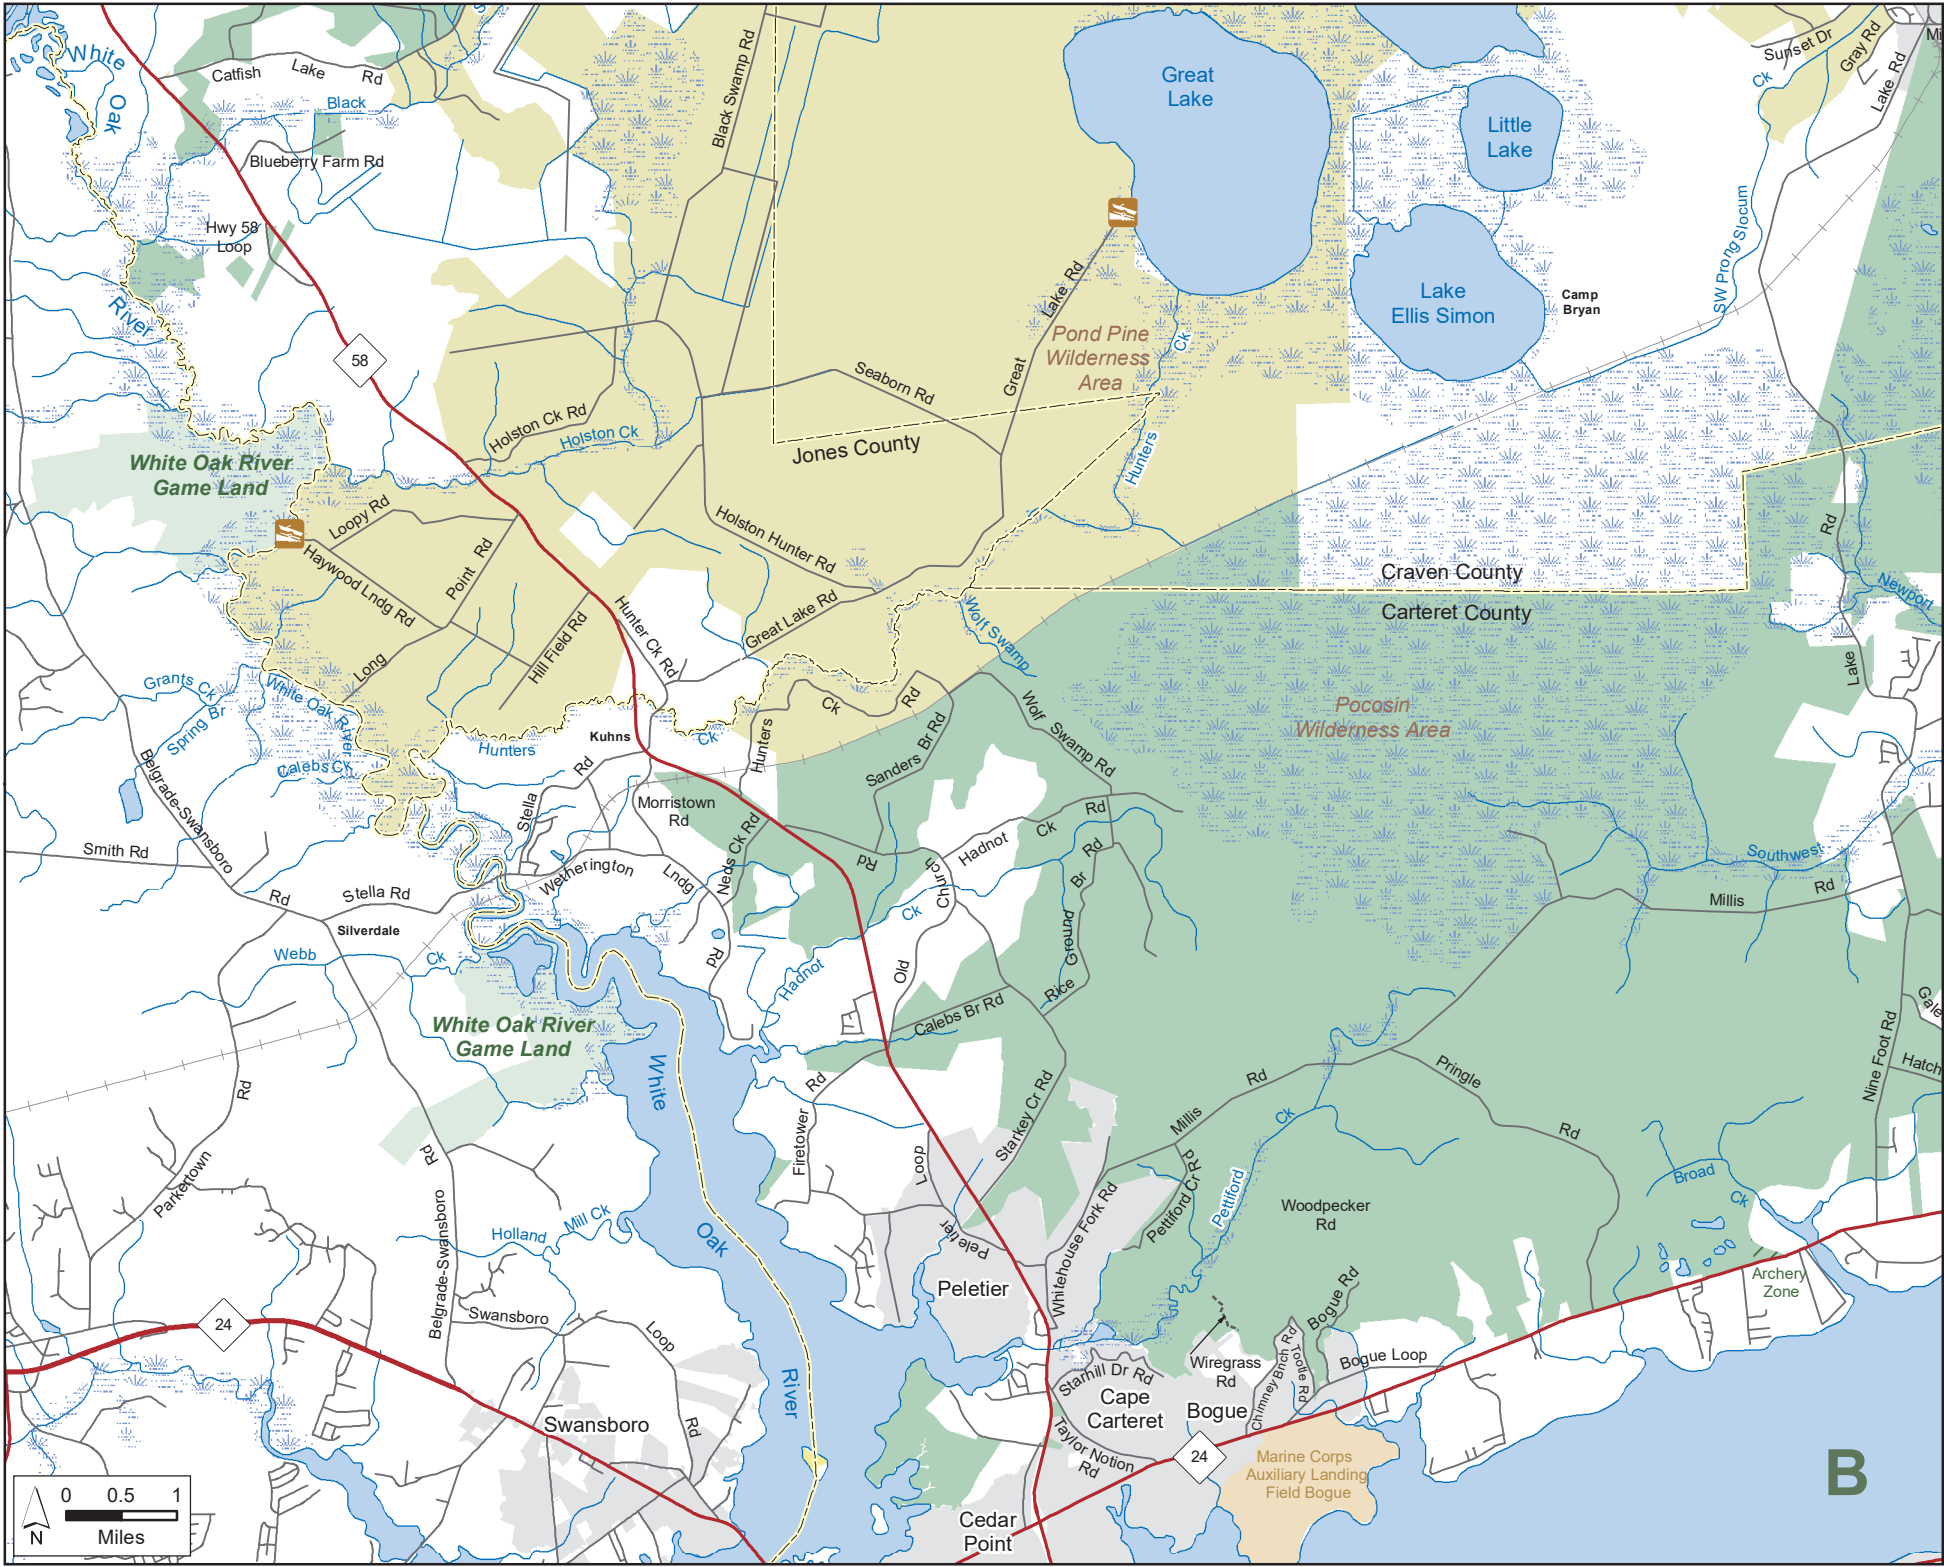 White
Oak
River
Catfish Lake Rd
Black
Blueberry Farm Rd
Hwy 58
Loop
58
Black Swamp Rd
Great
Lake
Little
Lake
Lake
Ellis Simon
Camp
Bryan
SW Prong Slocum
Ck
Sunset Dr
Gray Rd
Lake Rd
Mi
Great Lake Rd
Pond Pine
Wilderness
Area
Hunters Ck
Seaborn Rd
Jones County
Holston Ck Rd
Holston Ck
White Oak River
Game Land
Loopy Rd
Haywood Lndg Rd
Long Point Rd
Hill Field Rd
Hunter Ck Rd
Holston Hunter Rd
Great Lake Rd
Wolf Swamp
Craven County
Carteret County
Newport
Lake Rd
Pocosin
Wilderness Area
Grants Ck
Spring Br
White Oak River
Calebs Ck
Hunters Ck
Kuhns
Hunters Ck Rd
Sanders Br Rd
Wolf Swamp Rd
Belgrade-Swansboro Rd
Smith Rd
Stella Rd
Stella Rd
Silverdale
Morristown
Rd
Wetherington Lndg Rd
Neds Ck Rd
Rd
Old Church
Hadnot Ck Rd
Hadnot Ck
Rice Ground Br Rd
Calebs Br Rd
Southwest
Millis Rd
Webb Ck
White Oak River
Game Land
White
Oak
River
Parkertown Rd
Belgrade-Swansboro Rd
Holland Mill Ck
Firetower Rd
Starkey Cr Rd
Peletier Loop
Peletier
Whitehouse Fork Rd
Millis Rd
Pettiford Cr Rd
Pettiford Ck
Woodpecker
Rd
Pringle Rd
Nine Foot Rd
Gale
Hatch
Broad Ck
Archery
Zone
24
Swansboro Loop Rd
Swansboro
Starhill Dr Rd
Cape
Carteret
Taylor Notion
Rd
Wiregrass
Rd
Bogue
Chimney Binch Rd
Tootle Rd
Bogue Rd
Bogue Loop
24
Marine Corps
Auxiliary Landing
Field Bogue
Cedar
Point
B
0 0.5 1
Miles
N